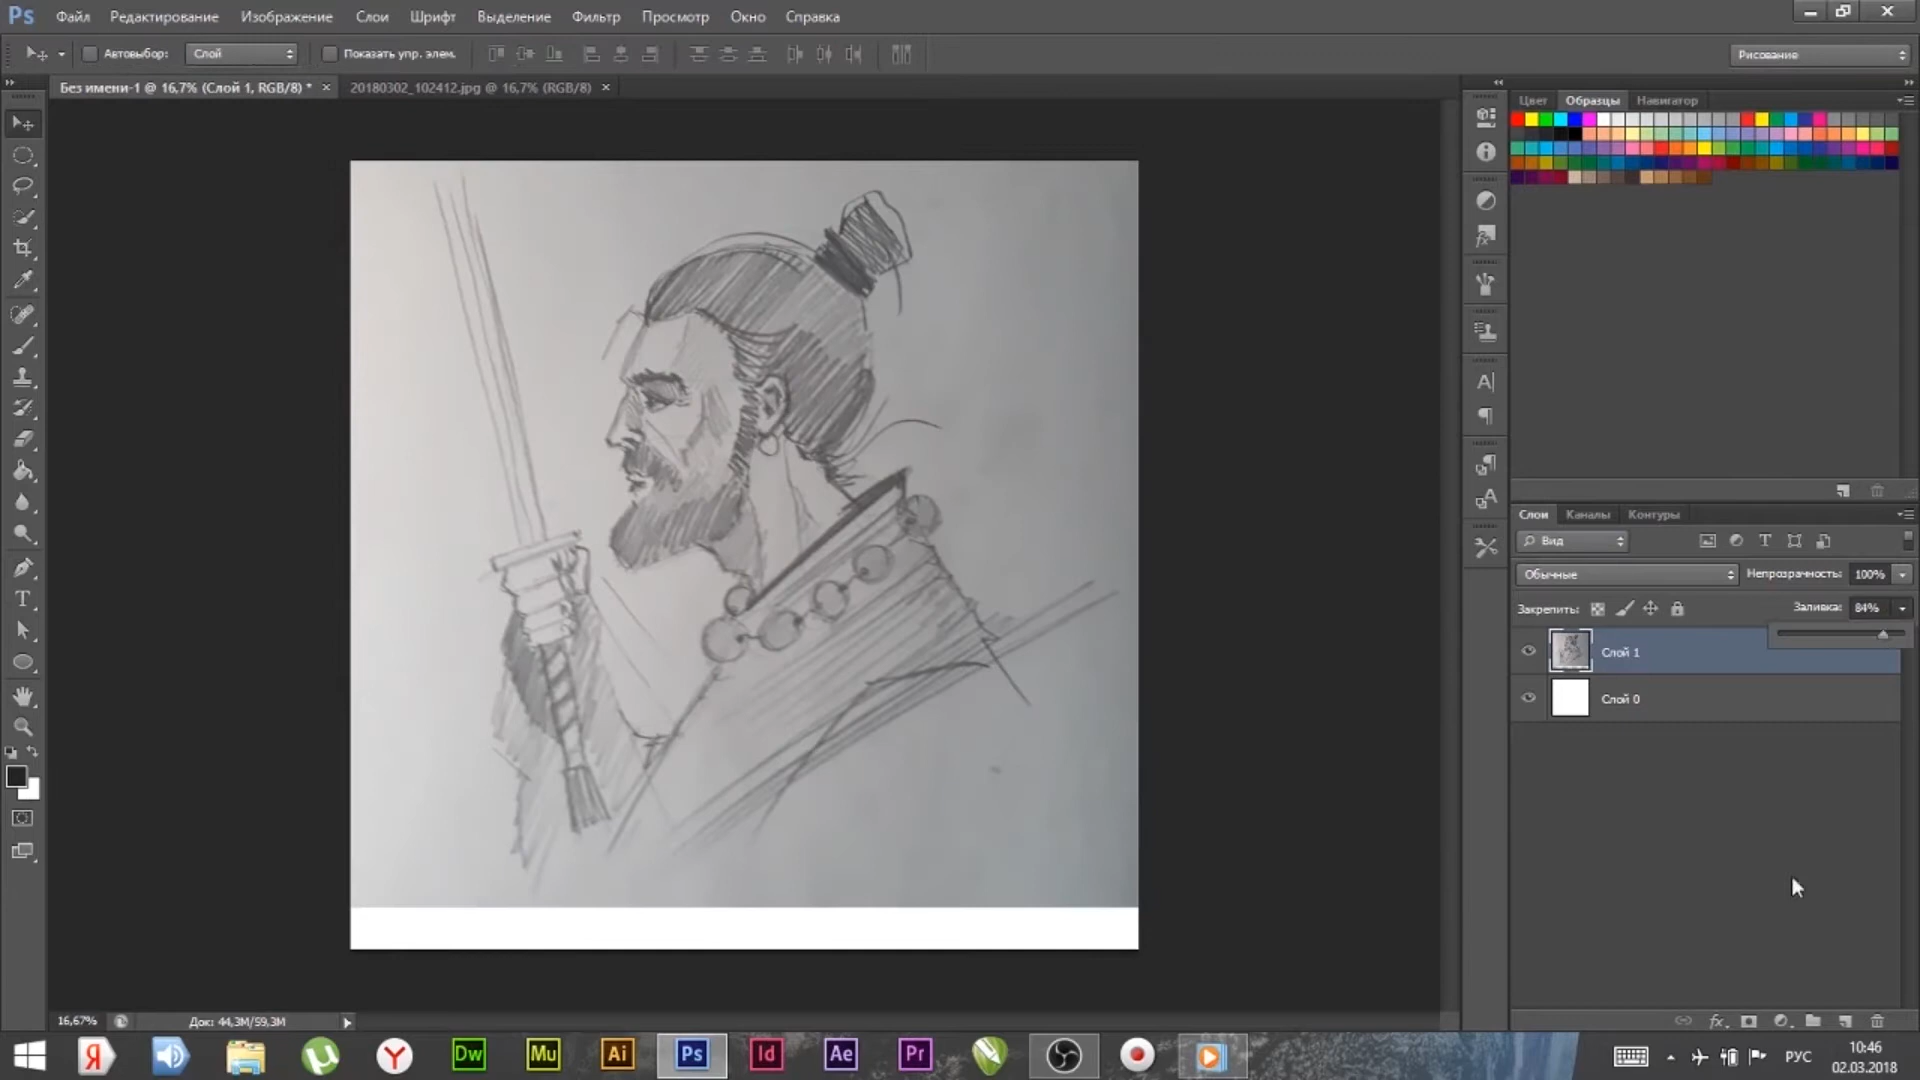 Ps Файл Редактирование Изображение Слои Шрифт Выделение Фильтр Просмотр Окно Справка
Автовыбор: Слой Показать упр. элем. Рисование
Без имени-1 @ 16,7% (Слой 1, RGB/8) * × 20180302_102412.jpg @ 16,7% (RGB/8) ×
Цвет Образцы Навигатор
Слои Каналы Контуры
Вид
Обычные Непрозрачность: 100%
Закрепить: Заливка: 84%
Слой 1
Слой 0
16,67% Док: 44,3M/59,3M
fx
Я Y Dw Mu Ai Ps Id Ae Pr РУС 10:46
02.03.2018